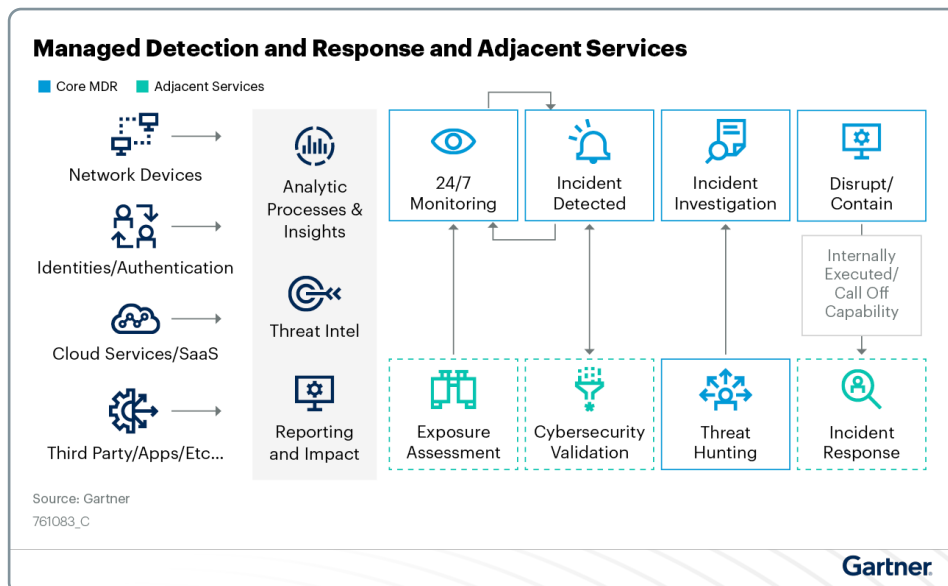 Managed Detection and Response and Adjacent Services
Core MDR
Adjacent Services
Network Devices
Identities/Authentication
Cloud Services/SaaS
Third Party/Apps/Etc...
Analytic
Processes &
Insights
Threat Intel
Reporting
and Impact
24/7
Monitoring
Incident
Detected
Incident
Investigation
Disrupt/
Contain
Internally
Executed/
Call Off
Capability
Exposure
Assessment
Cybersecurity
Validation
Threat
Hunting
Incident
Response
Source: Gartner
761083_C
Gartner